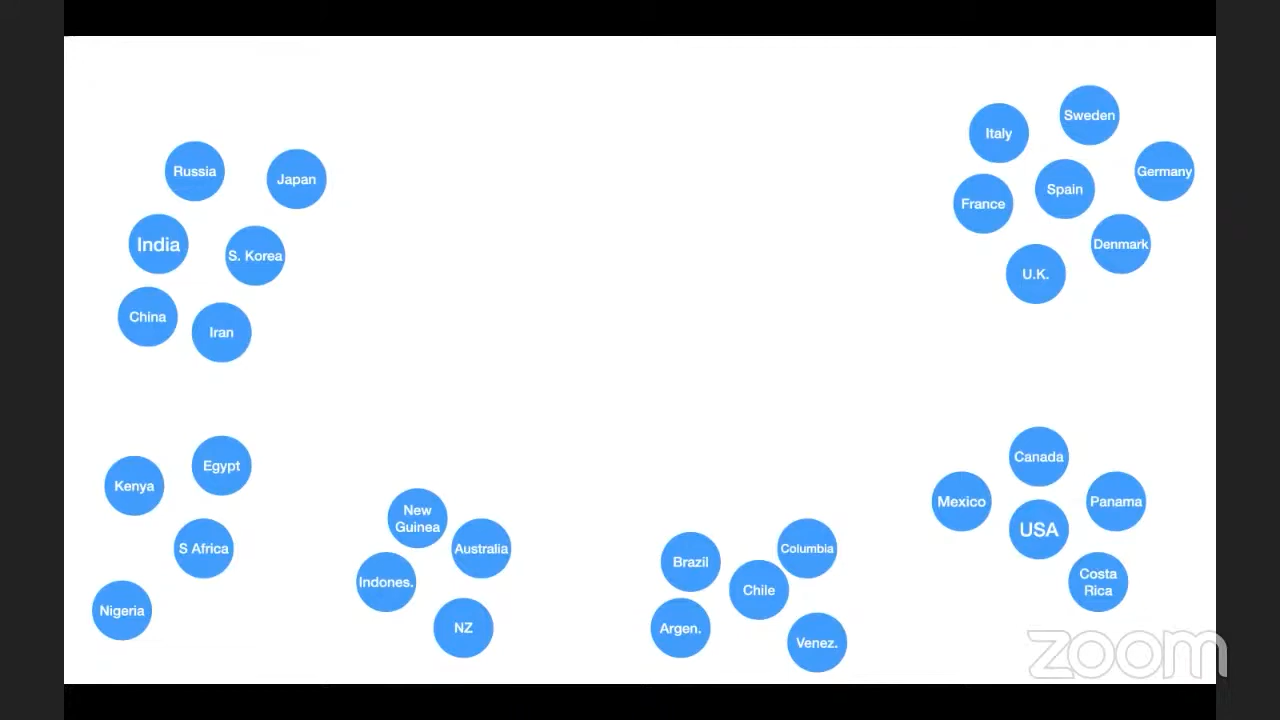 Russia
Japan
India
S. Korea
China
Iran
Italy
Sweden
Germany
France
Spain
Denmark
U.K.
Kenya
Egypt
S Africa
Nigeria
New
Guinea
Australia
Indones.
NZ
Brazil
Columbia
Chile
Argen.
Venez.
Canada
Mexico
Panama
USA
Costa
Rica
zoom